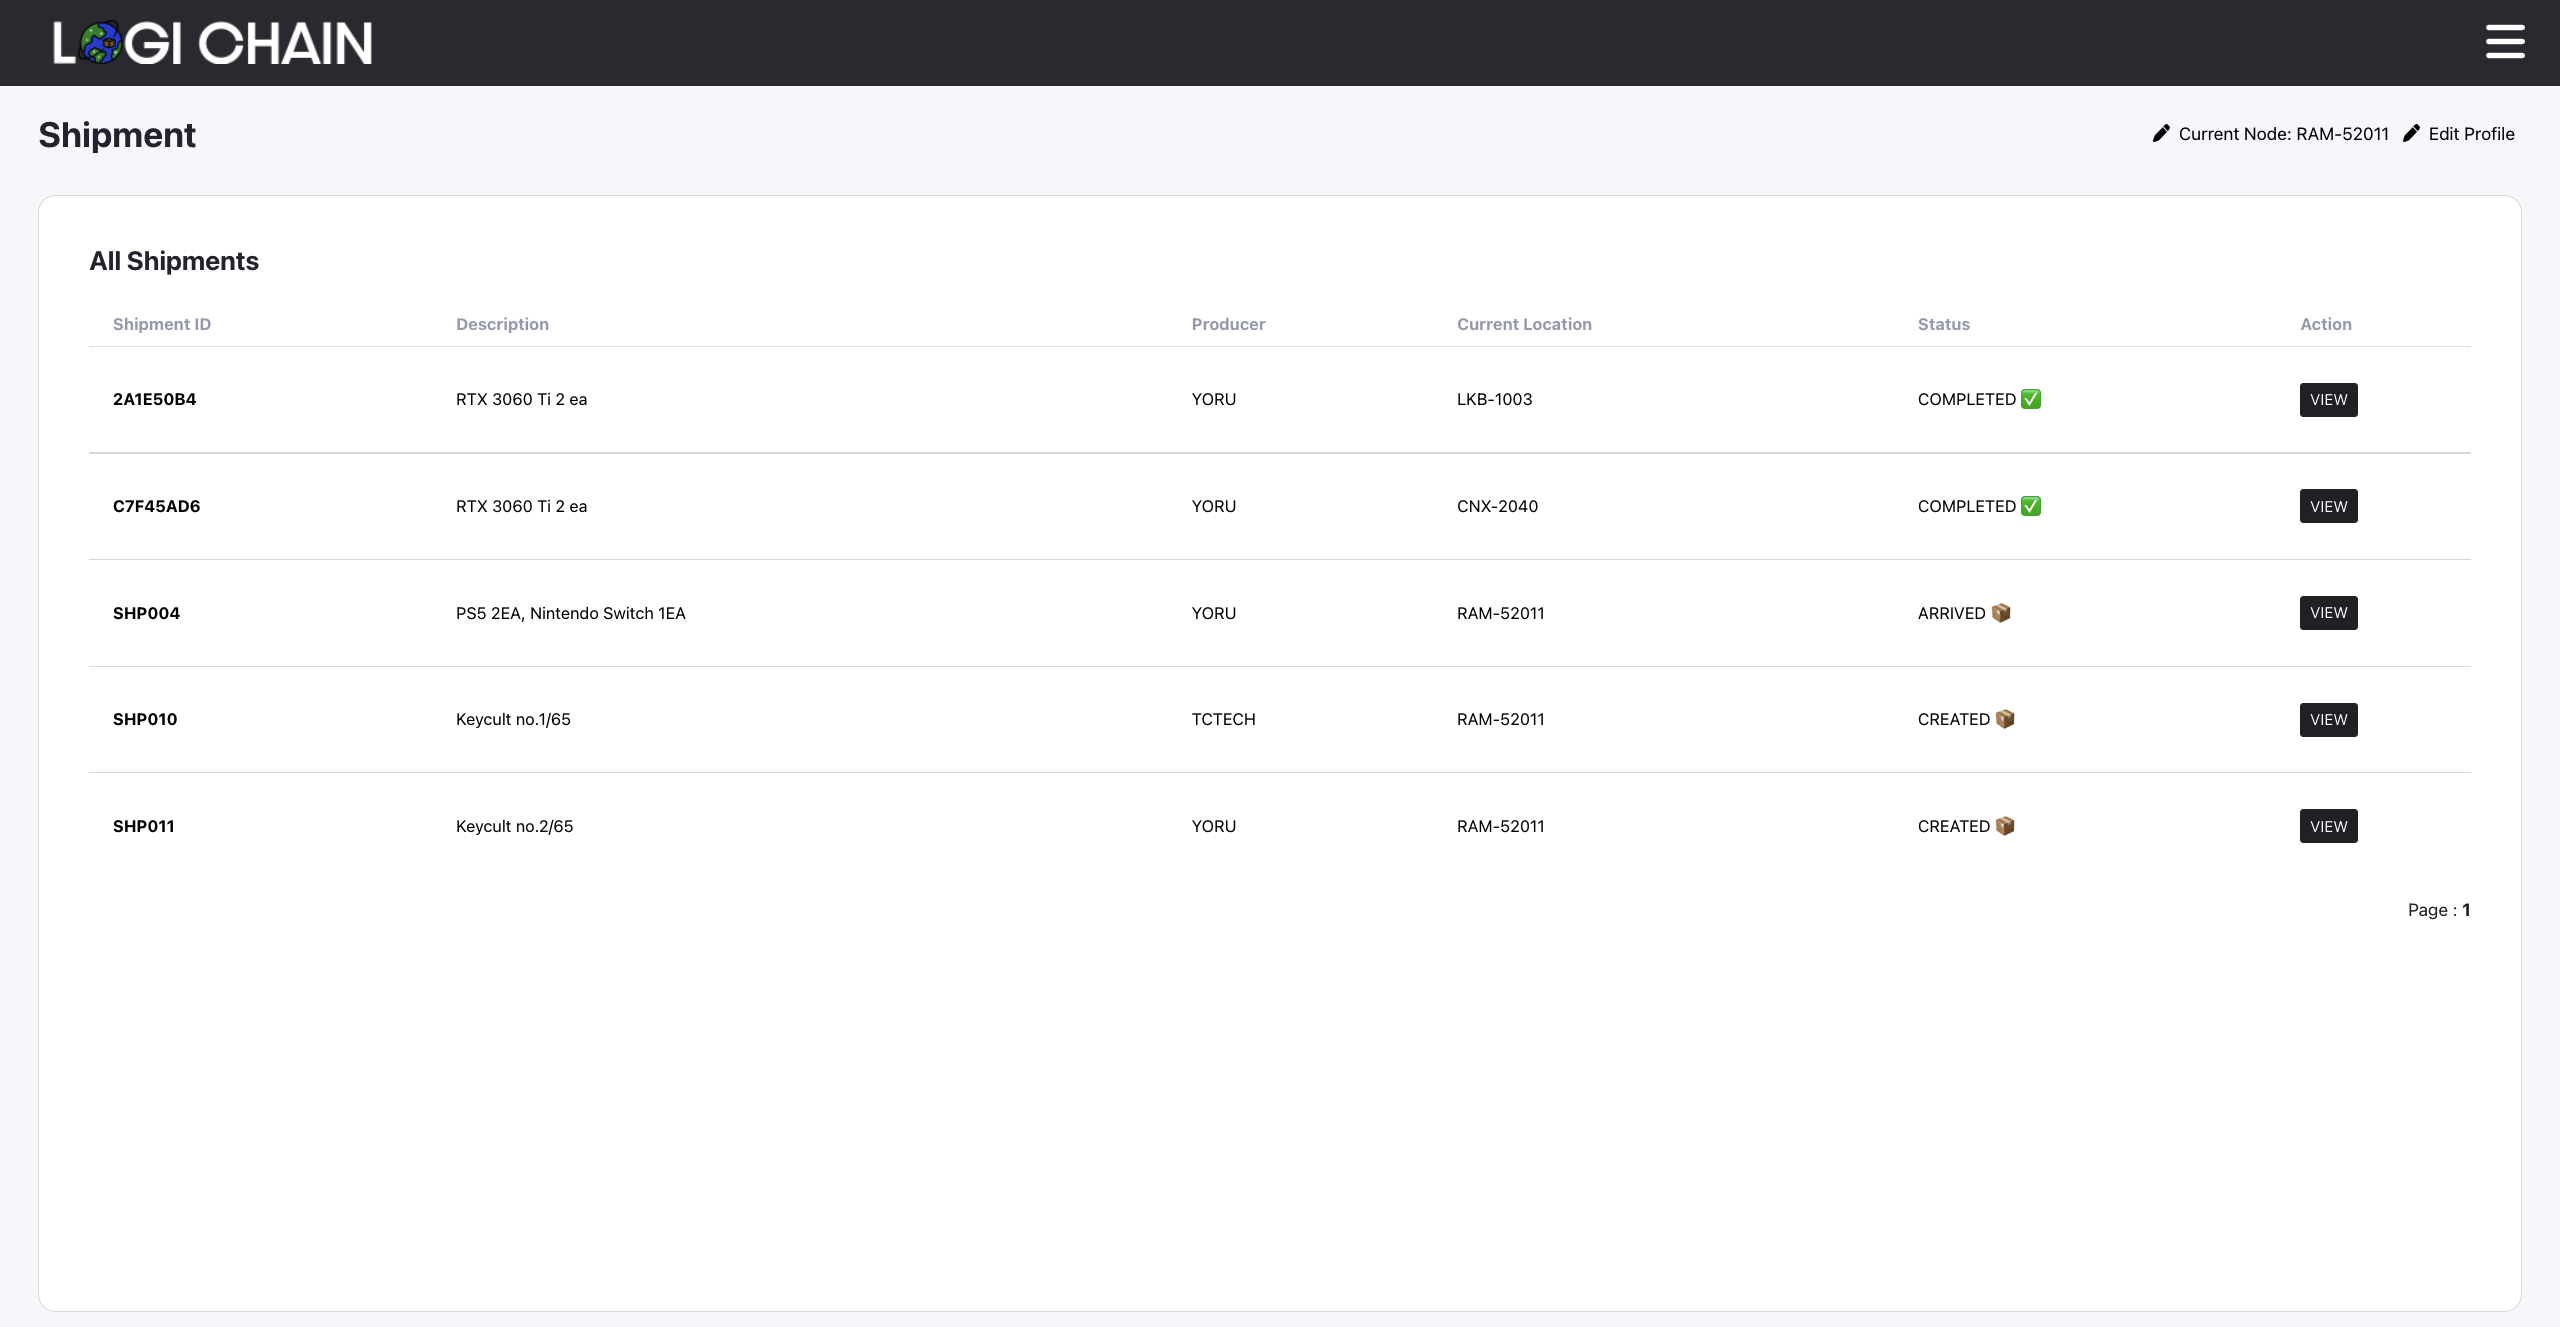 LOGI CHAIN
Shipment
Current Node: RAM-52011 Edit Profile
All Shipments
Shipment ID Description Producer Current Location Status Action
2A1E50B4 RTX 3060 Ti 2 ea YORU LKB-1003 COMPLETED ✅ VIEW
C7F45AD6 RTX 3060 Ti 2 ea YORU CNX-2040 COMPLETED ✅ VIEW
SHP004 PS5 2EA, Nintendo Switch 1EA YORU RAM-52011 ARRIVED 📦 VIEW
SHP010 Keycult no.1/65 TCTECH RAM-52011 CREATED 📦 VIEW
SHP011 Keycult no.2/65 YORU RAM-52011 CREATED 📦 VIEW
Page : 1